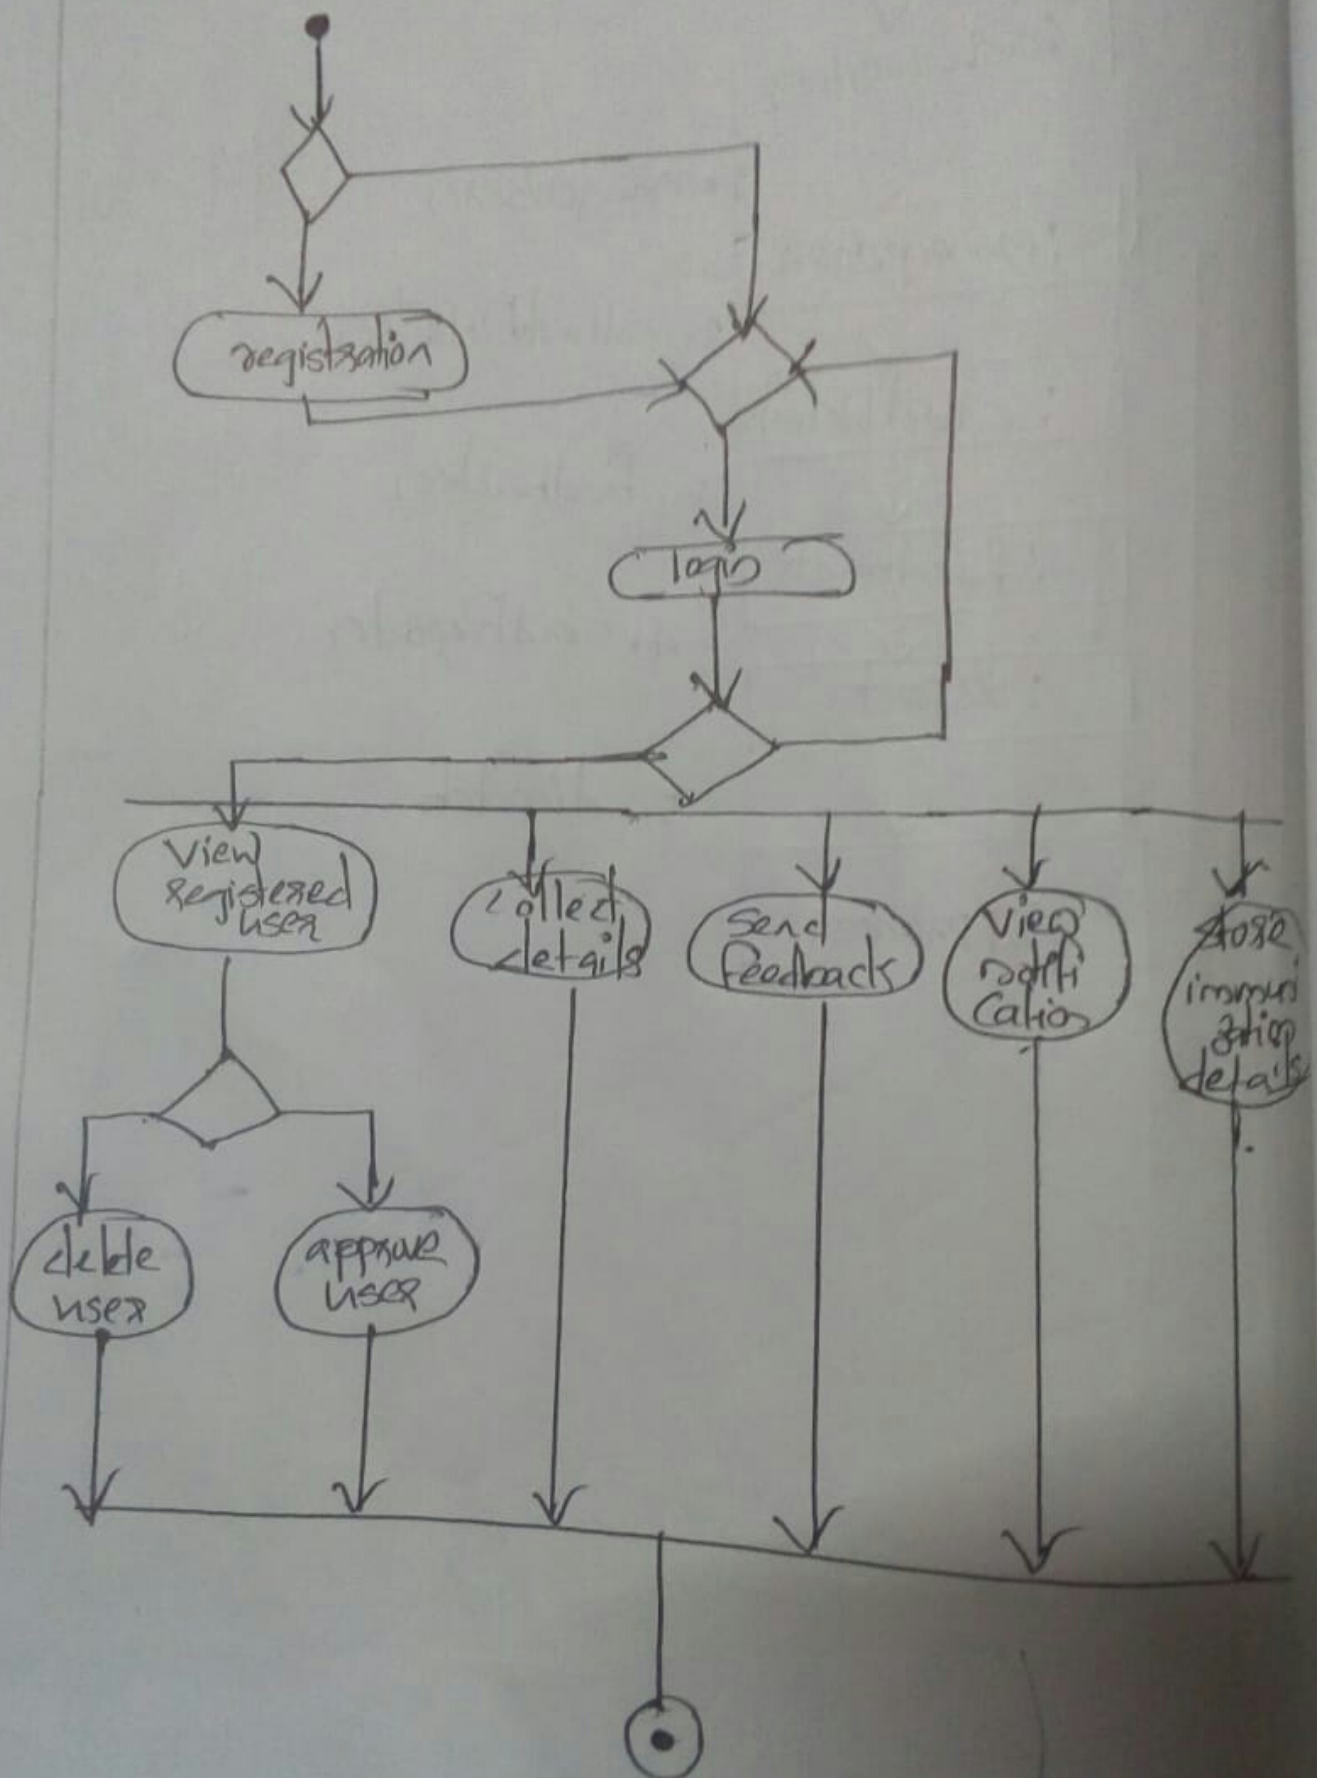 registration
login
View
registered
user
collect
details
send
feedback
view
notifi
cation
store
immuni
zation
details
delete
user
approve
user